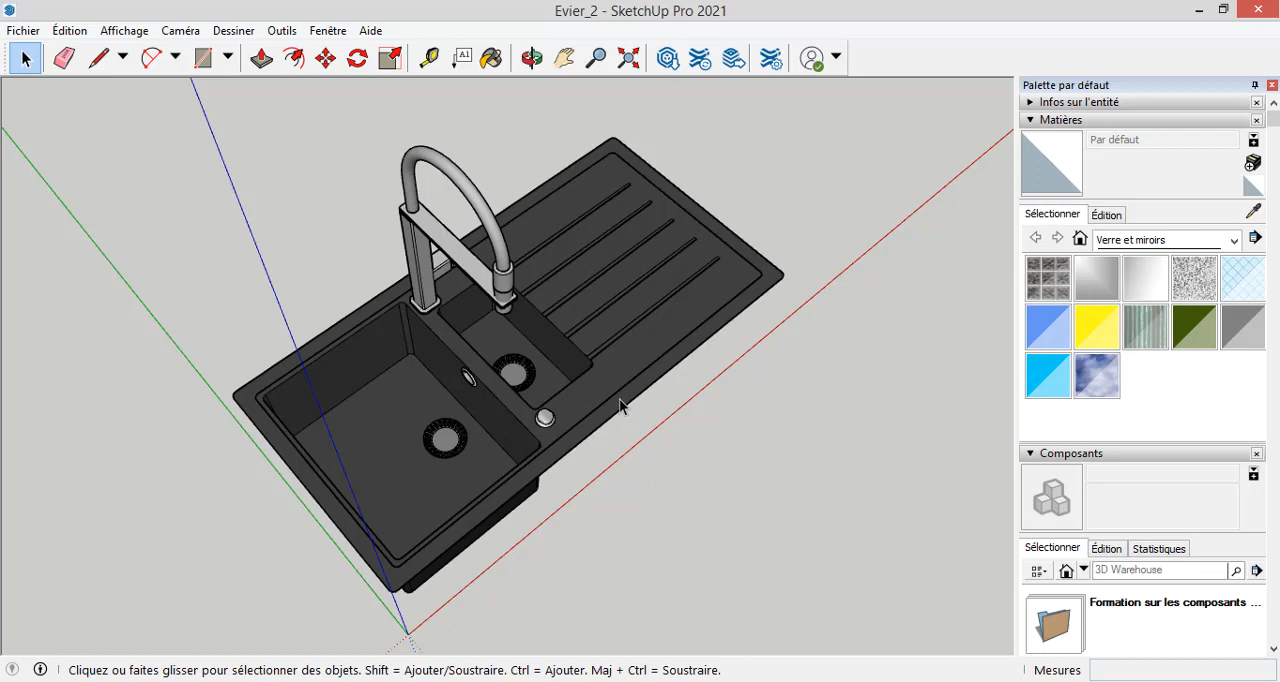 Evier_2 - SketchUp Pro 2021
Fichier Édition Affichage Caméra Dessiner Outils Fenêtre Aide
A1
Palette par défaut
Infos sur l'entité
Matières
Par défaut
Sélectionner Édition
Verre et miroirs
Composants
Sélectionner Édition Statistiques
3D Warehouse
Formation sur les composants ...
Cliquez ou faites glisser pour sélectionner des objets. Shift = Ajouter/Soustraire. Ctrl = Ajouter. Maj + Ctrl = Soustraire.
Mesures